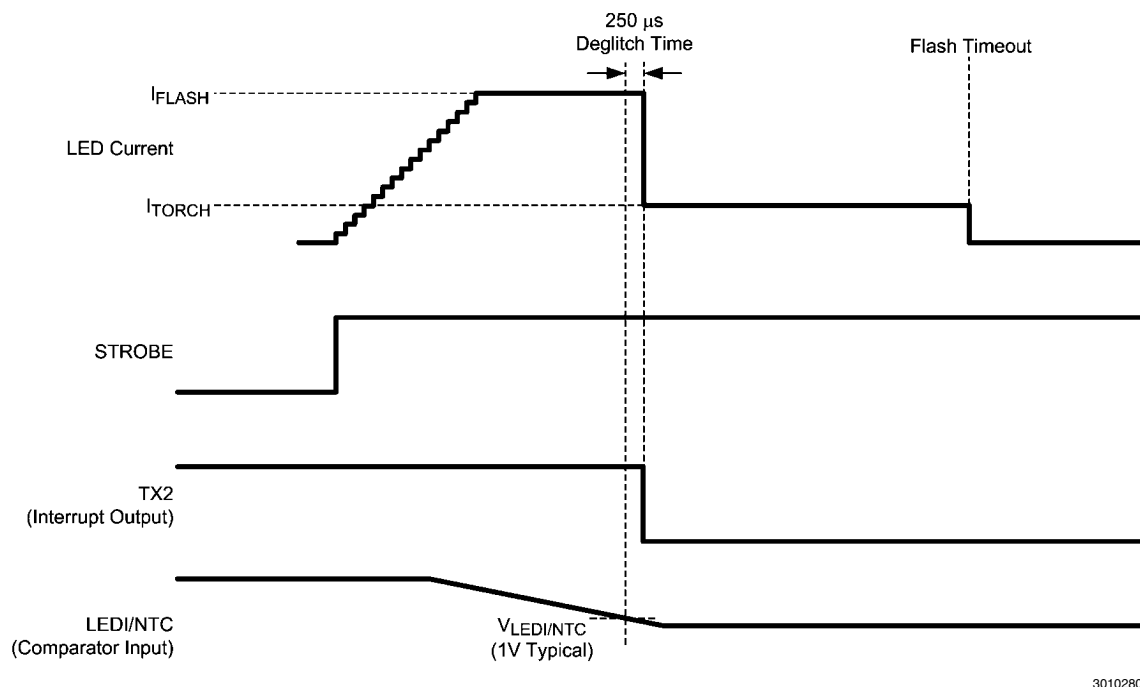 250 µs
Deglitch Time
Flash Timeout
IFLASH
LED Current
ITORCH
STROBE
TX2
(Interrupt Output)
LEDI/NTC
(Comparator Input)
VLEDI/NTC
(1V Typical)
3010280